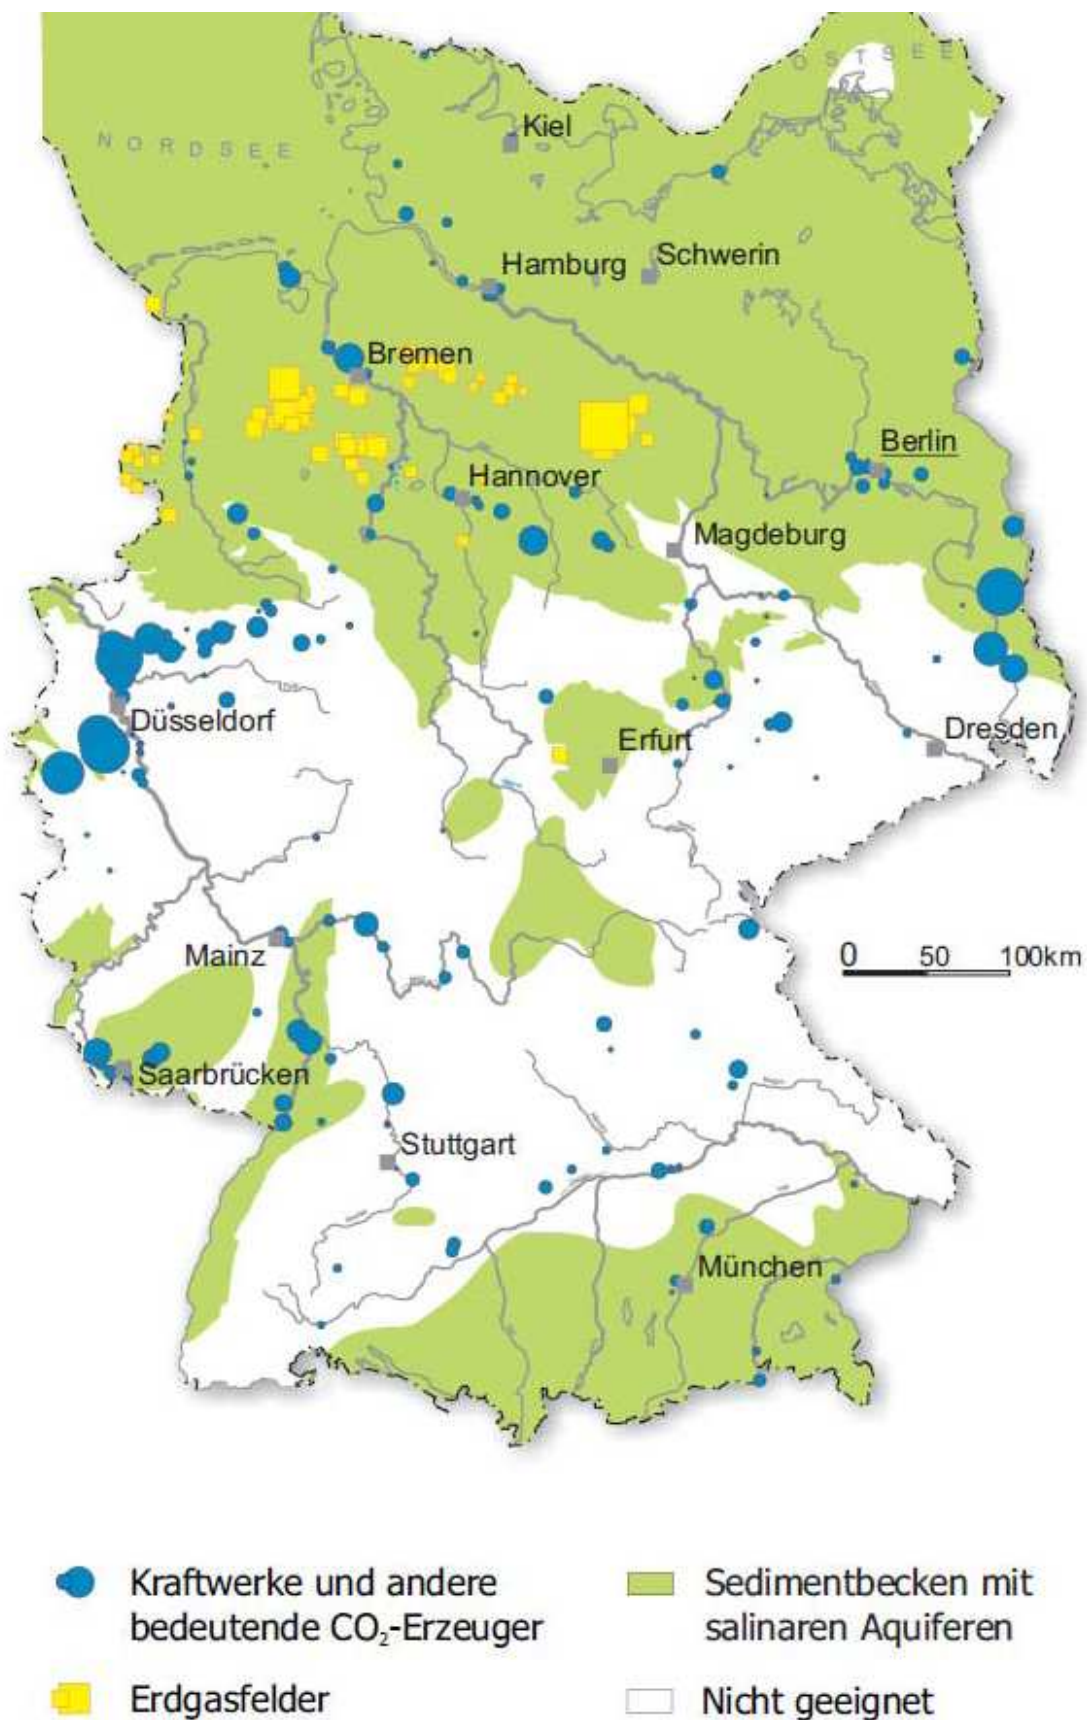 OSTSEE
Kiel
NORDSEE
Schwerin
Hamburg
Bremen
Berlin
Hannover
Magdeburg
Düsseldorf
Erfurt
Dresden
Mainz
0 50 100km
Saarbrücken
Stuttgart
München
Kraftwerke und andere
bedeutende CO₂-Erzeuger
Sedimentbecken mit
salinaren Aquiferen
Erdgasfelder
Nicht geeignet